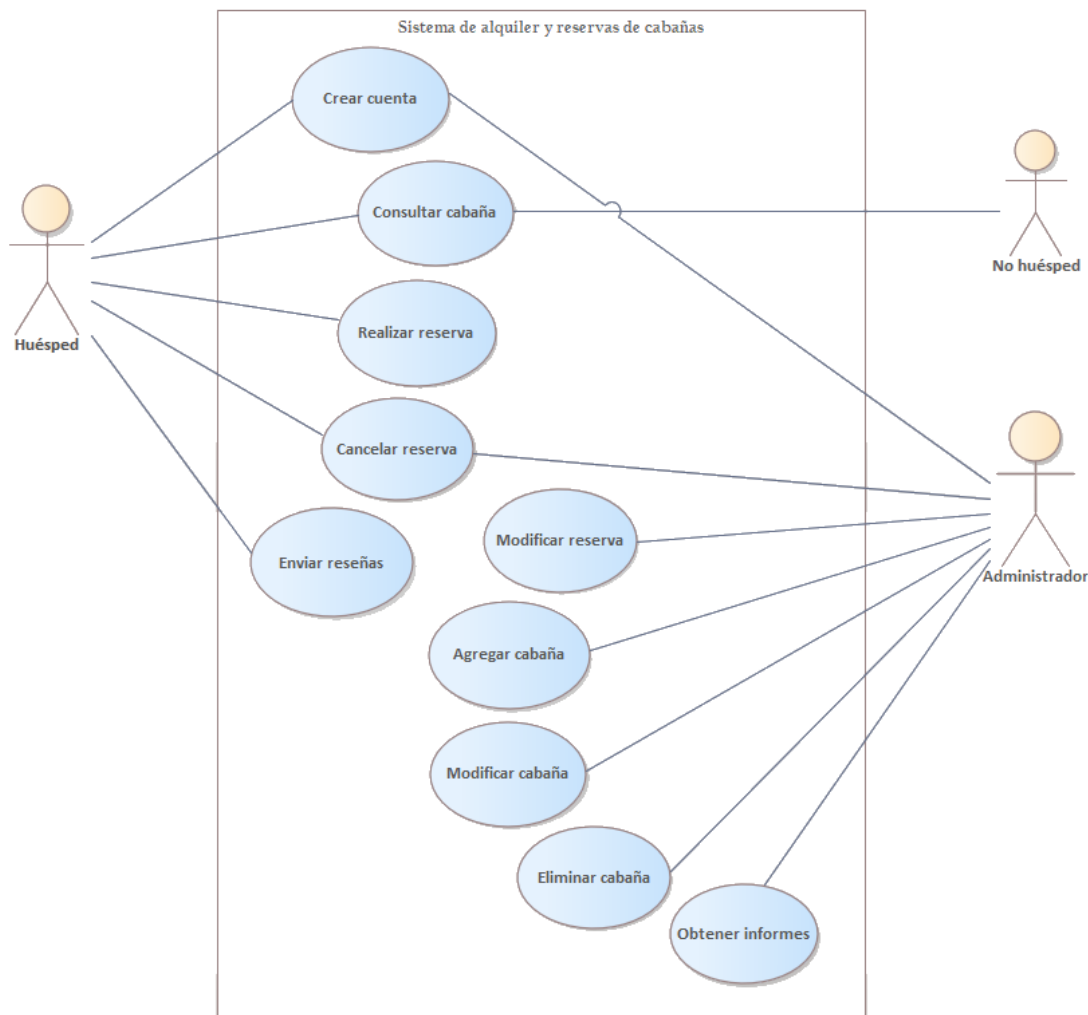 Sistema de alquiler y reservas de cabañas
Crear cuenta
Consultar cabaña
No huésped
Realizar reserva
Huésped
Cancelar reserva
Modificar reserva
Enviar reseñas
Administrador
Agregar cabaña
Modificar cabaña
Eliminar cabaña
Obtener informes